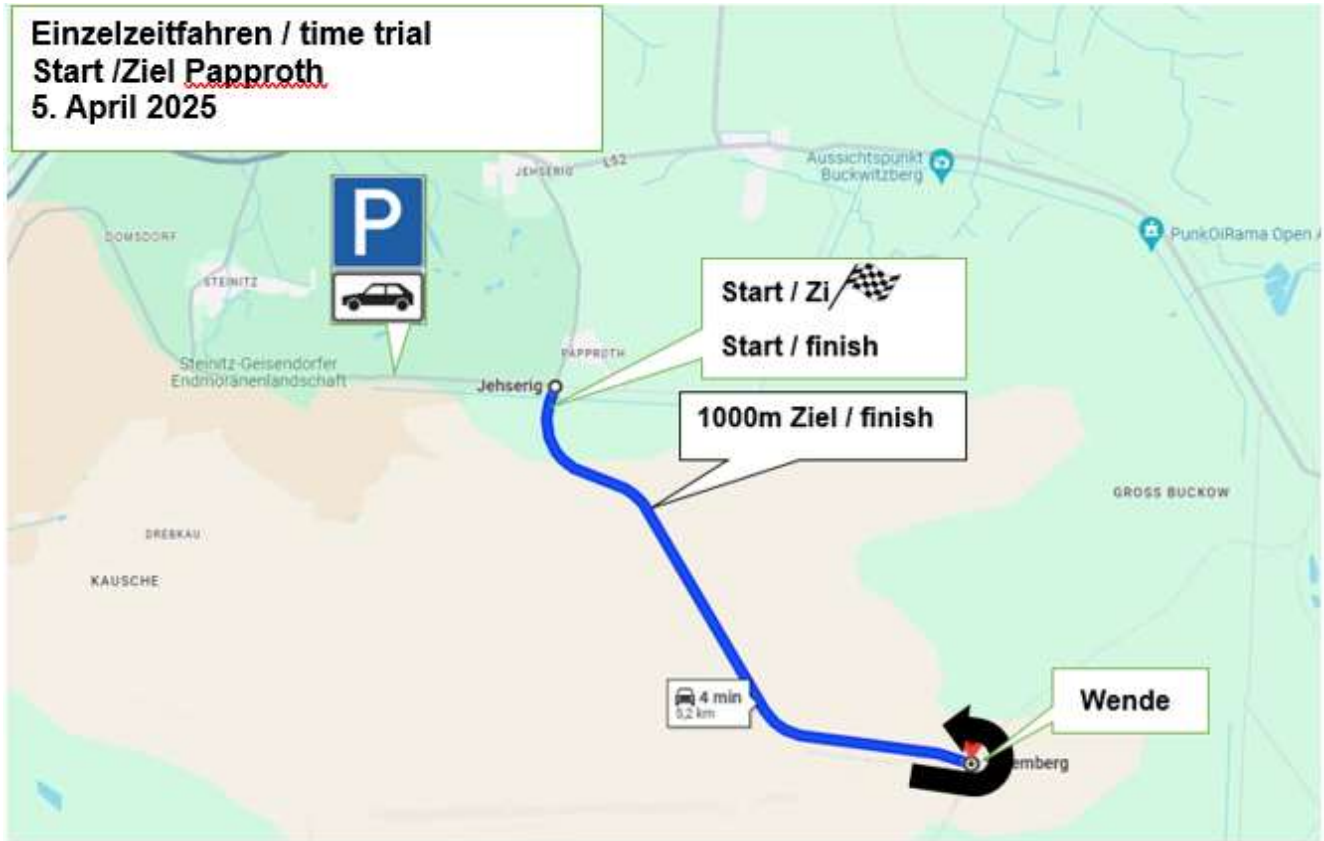 Einzelzeitfahren / time trial
Start /Ziel Papproth
5. April 2025
JEHSERIG
L52
Aussichtspunkt
Buckwitzberg
PunkOiRama Open A
P
DOMSDORF
STEINITZ
Start / Zi
Start / finish
Steinitz-Geisendorfer
Endmoränenlandschaft
PAPPROTH
Jehserig
1000m Ziel / finish
GROSS BUCKOW
DREBKAU
KAUSCHE
4 min
5,2 km
Wende
emberg